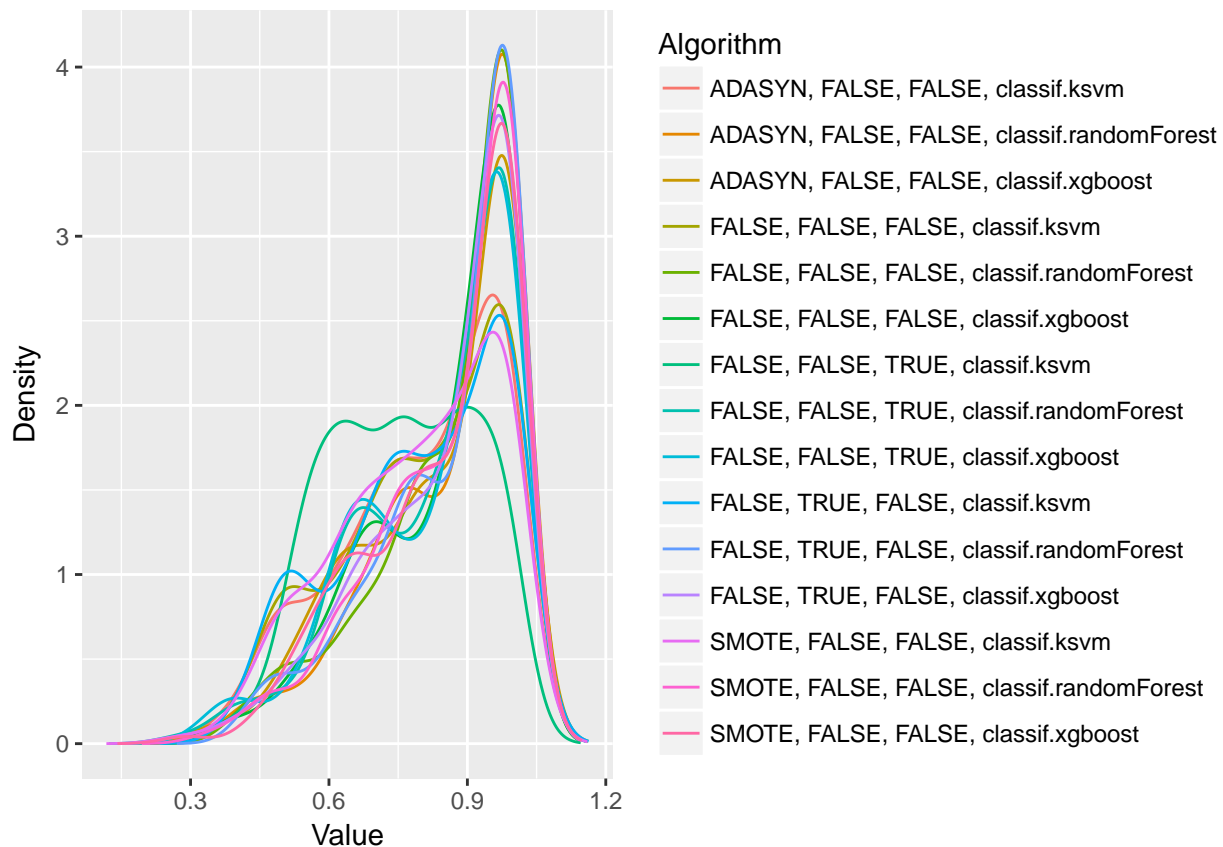 4
3
2
1
0
Density
0.3
0.6
0.9
1.2
Value
Algorithm
ADASYN, FALSE, FALSE, classif.ksvm
ADASYN, FALSE, FALSE, classif.randomForest
ADASYN, FALSE, FALSE, classif.xgboost
FALSE, FALSE, FALSE, classif.ksvm
FALSE, FALSE, FALSE, classif.randomForest
FALSE, FALSE, FALSE, classif.xgboost
FALSE, FALSE, TRUE, classif.ksvm
FALSE, FALSE, TRUE, classif.randomForest
FALSE, FALSE, TRUE, classif.xgboost
FALSE, TRUE, FALSE, classif.ksvm
FALSE, TRUE, FALSE, classif.randomForest
FALSE, TRUE, FALSE, classif.xgboost
SMOTE, FALSE, FALSE, classif.ksvm
SMOTE, FALSE, FALSE, classif.randomForest
SMOTE, FALSE, FALSE, classif.xgboost